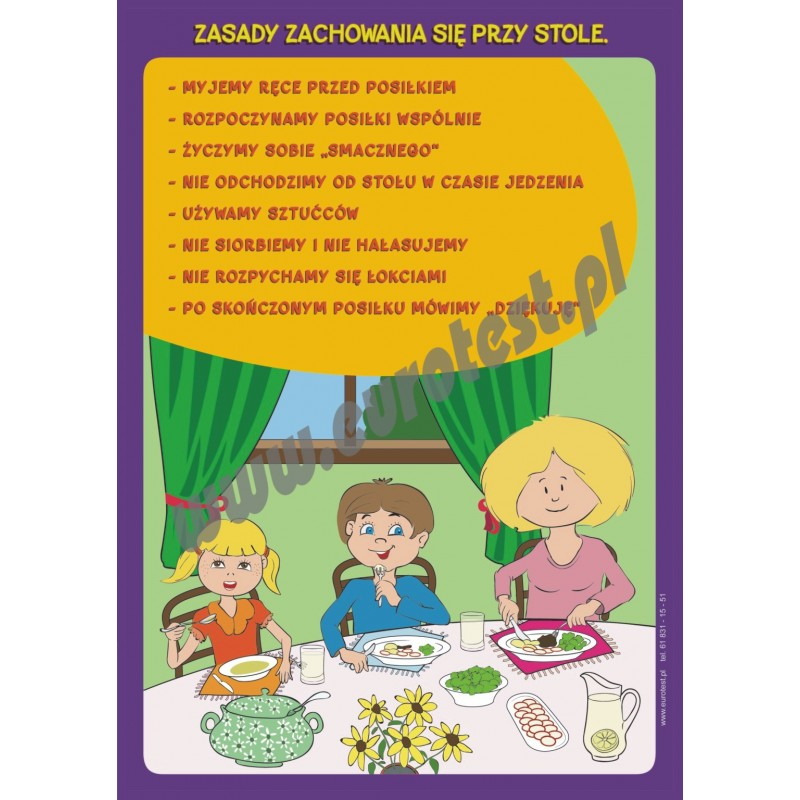 ZASADY ZACHOWANIA SIĘ PRZY STOLE.
- MYJEMY RĘCE PRZED POSIŁKIEM
- ROZPOCZYNAMY POSIŁKI WSPÓLNIE
- ŻYCZYMY SOBIE „SMACZNEGO“
- NIE ODCHODZIMY OD STOŁU W CZASIE JEDZENIA
- UŻYWAMY SZTUĆCÓW
- NIE SIORBIEMY I NIE HAŁASUJEMY
- NIE ROZPYCHAMY SIĘ ŁOKCIAMI
- PO SKOŃCZONYM POSIŁKU MÓWIMY „DZIĘKUJĘ“
www.eurotest.pl
www.eurotest.pl tel. 61 831 - 15 - 51